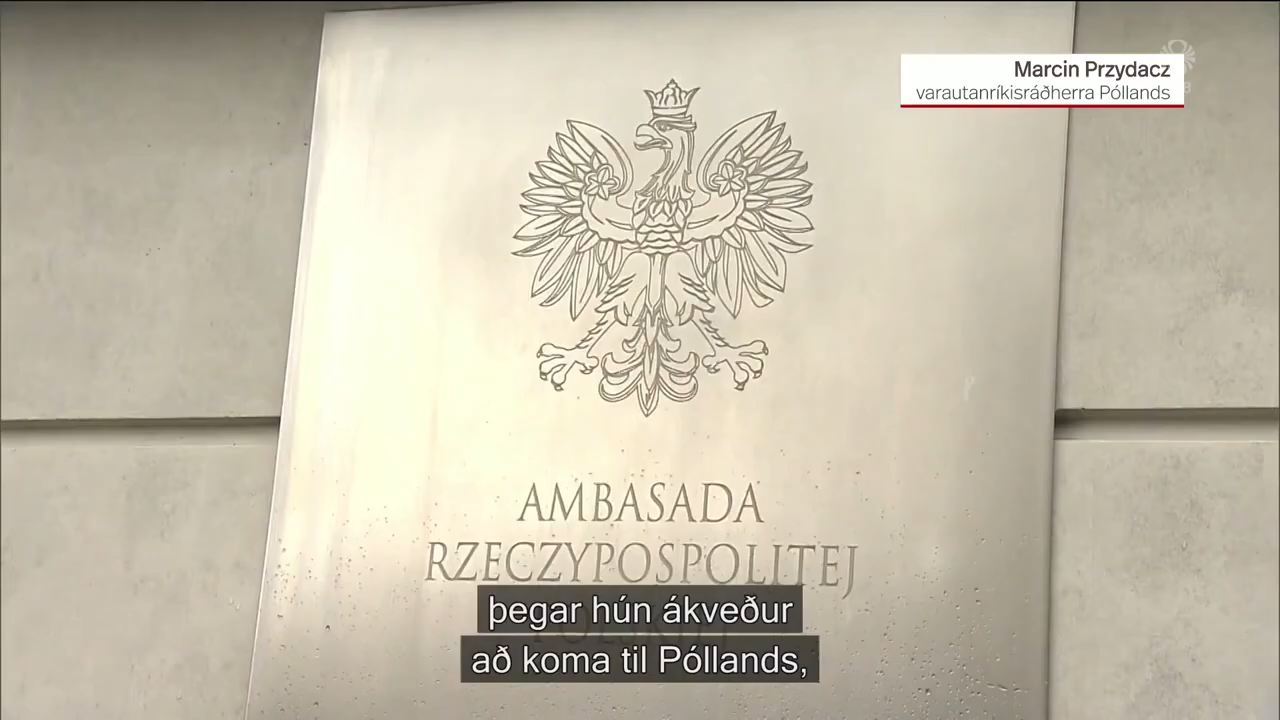 Marcin Przydacz
varautanríkisráðherra Póllands
AMBASADA
RZECZYPOSPOLITEJ
þegar hún ákveður
að koma til Póllands,